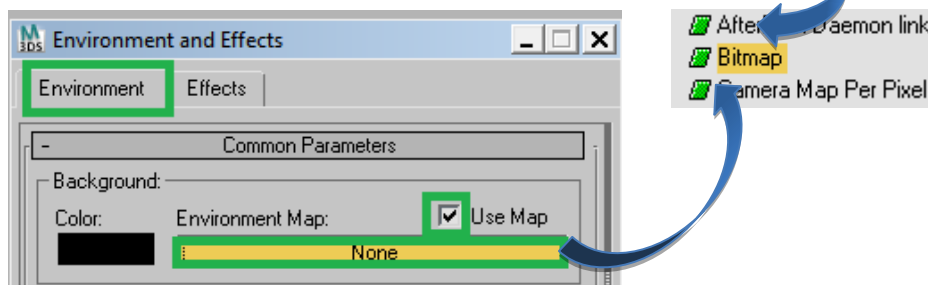 M
3DS Environment and Effects
Environment Effects
- Common Parameters
Background:
Color: Environment Map: Use Map
None
link
Bitmap
Map Per Pixel